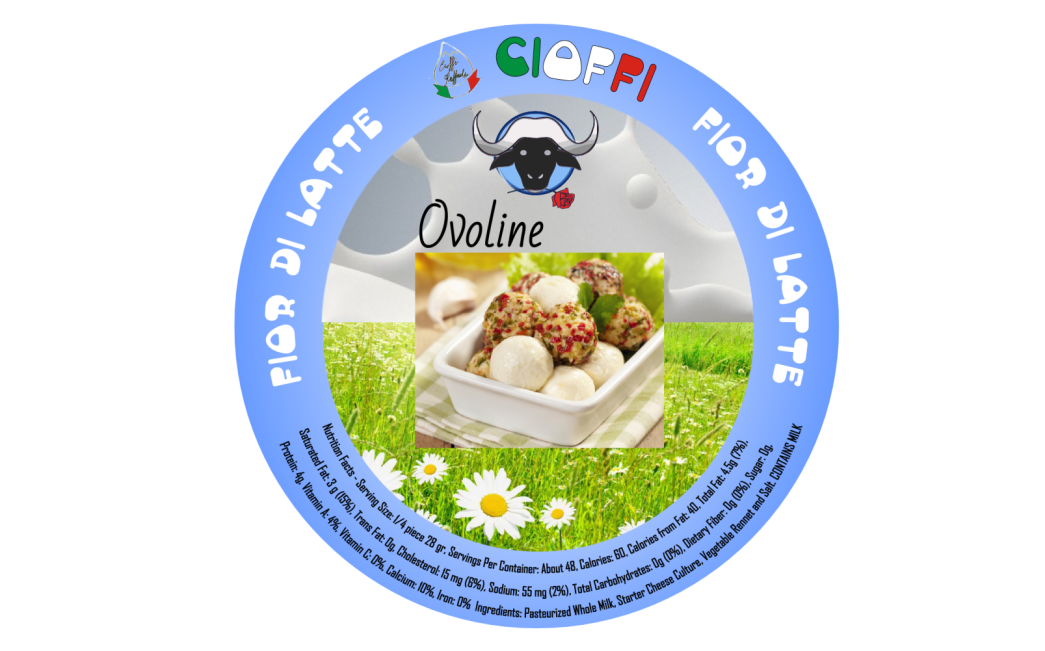 Cioffi Raffaele
CIOFFI
FIOR DI LATTE
FIOR DI LATTE
Ovoline
Nutrition Facts - Serving Size: 1/4 piece 28 gr. Servings Per Container: About 48, Calories: 60, Calories from Fat: 40, Total Fat: 4.5g (7%),
Saturated Fat: 3 g (15%), Trans Fat: 0g, Cholesterol: 15 mg (6%), Sodium: 55 mg (2%), Total Carbohydrates: 0g (0%), Dietary Fiber: 0g (0%), Sugar: 0g,
Protein: 4g, Vitamin A: 4%, Vitamin C: 0%, Calcium: 10%, Iron: 0% Ingredients: Pasteurized Whole Milk, Starter Cheese Culture, Vegetable Rennet and Salt. CONTAINS MILK